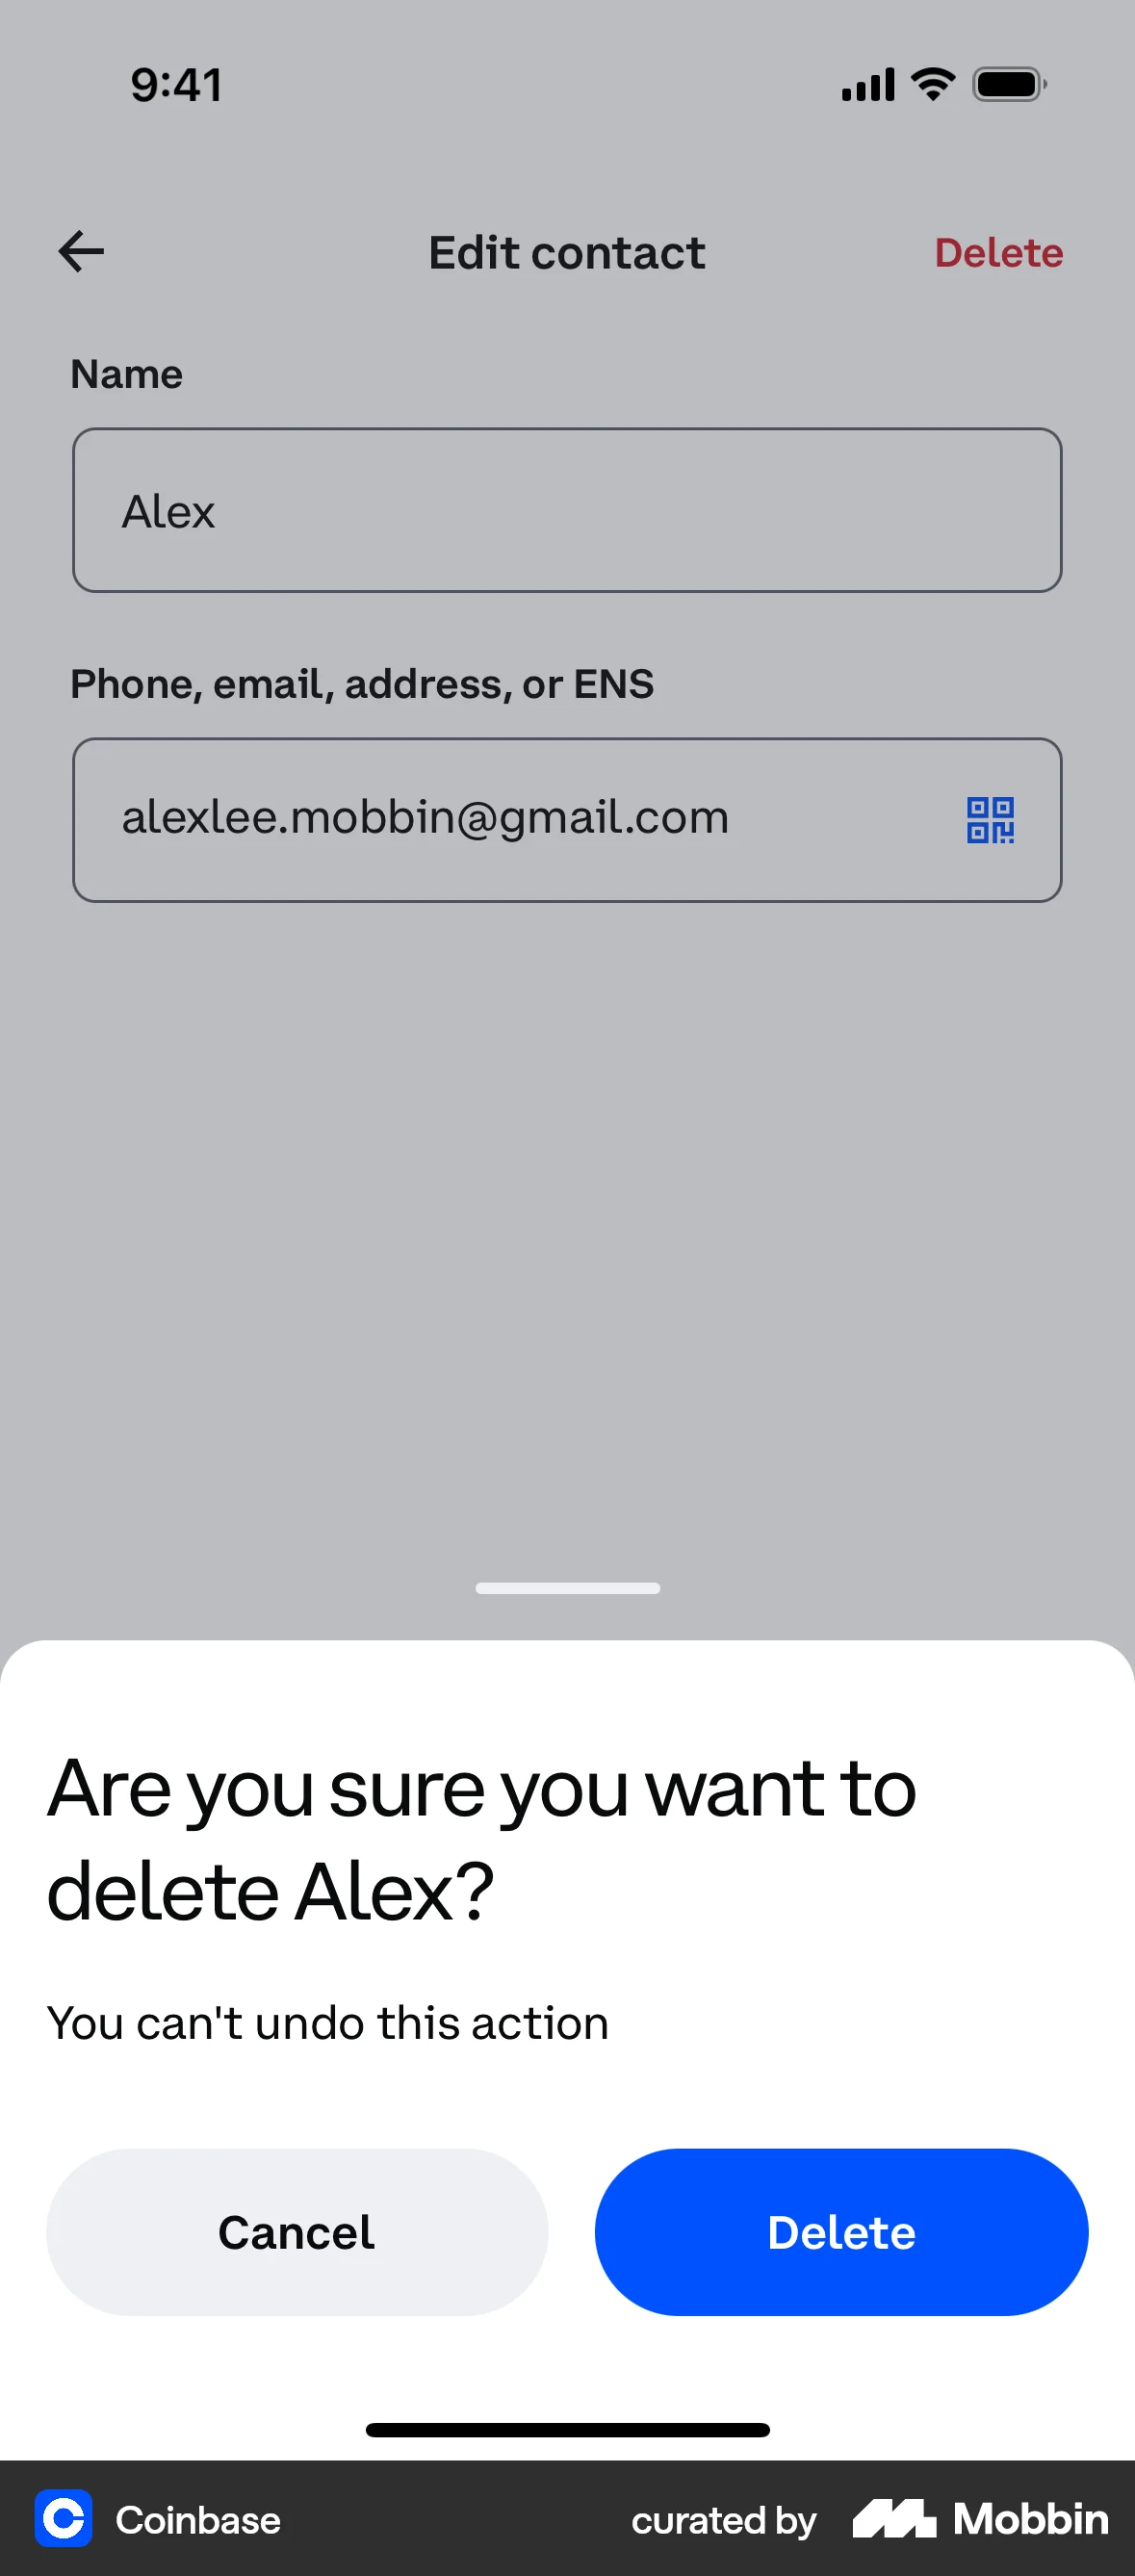 9:41
Edit contact
Delete
Name
Alex
Phone, email, address, or ENS
alexlee.mobbin@gmail.com
Are you sure you want to
delete Alex?
You can't undo this action
Cancel
Delete
Coinbase
curated by Mobbin